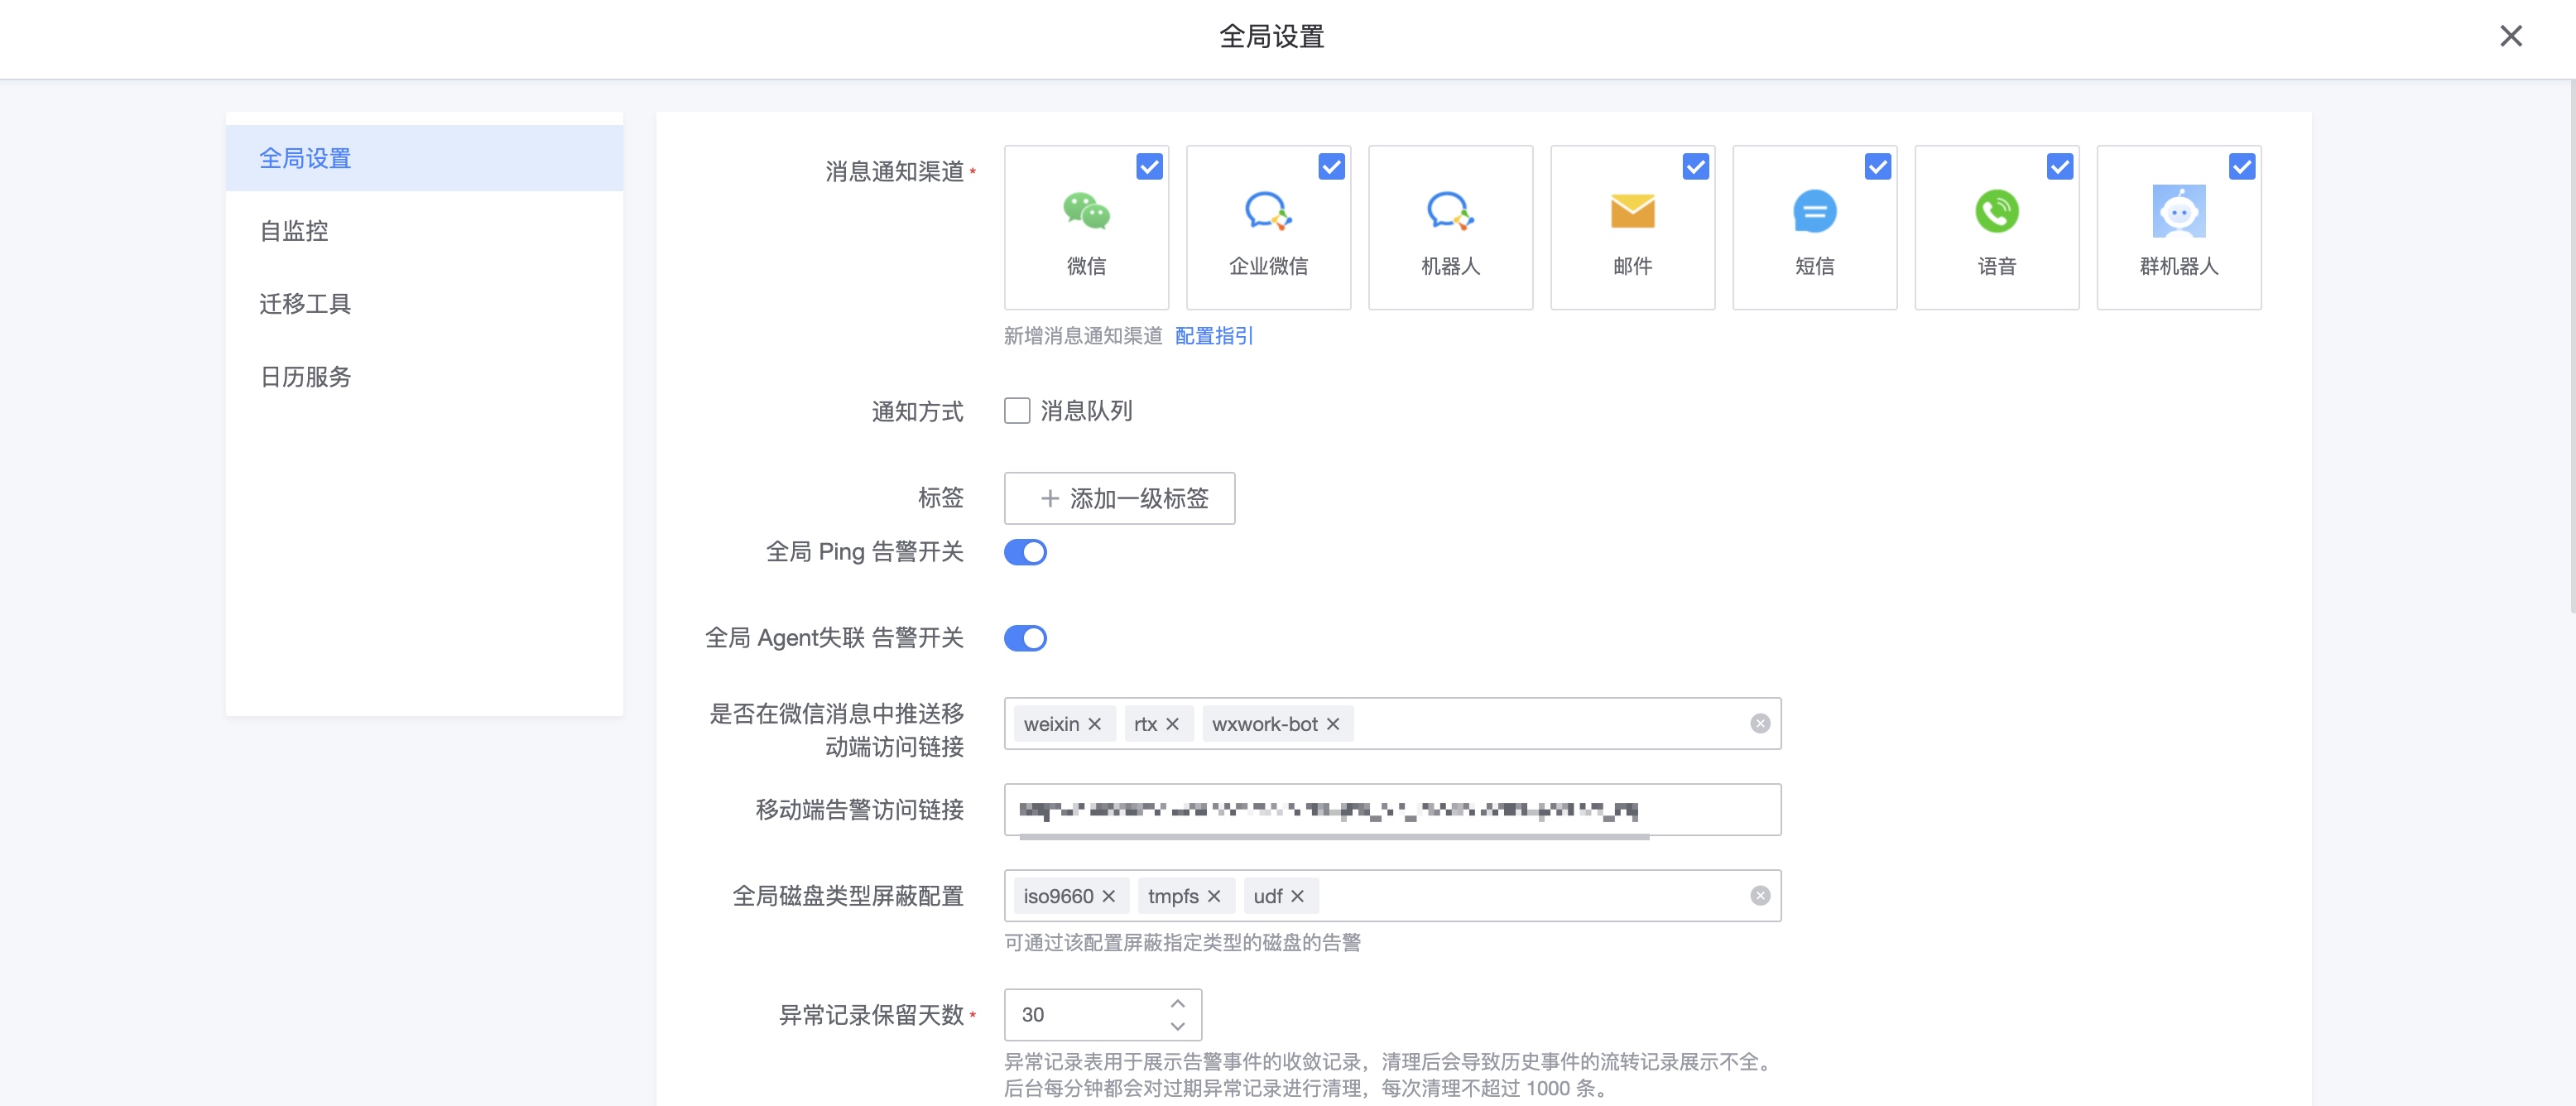 全局设置
全局设置
自监控
迁移工具
日历服务
消息通知渠道*
微信
企业微信
机器人
邮件
短信
语音
群机器人
新增消息通知渠道 配置指引
通知方式
消息队列
标签
+ 添加一级标签
全局 Ping 告警开关
全局 Agent失联 告警开关
是否在微信消息中推送移
动端访问链接
weixin
rtx
wxwork-bot
移动端告警访问链接
全局磁盘类型屏蔽配置
iso9660
tmpfs
udf
可通过该配置屏蔽指定类型的磁盘的告警
异常记录保留天数*
30
异常记录表用于展示告警事件的收敛记录，清理后会导致历史事件的流转记录展示不全。
后台每分钟都会对过期异常记录进行清理，每次清理不超过 1000 条。